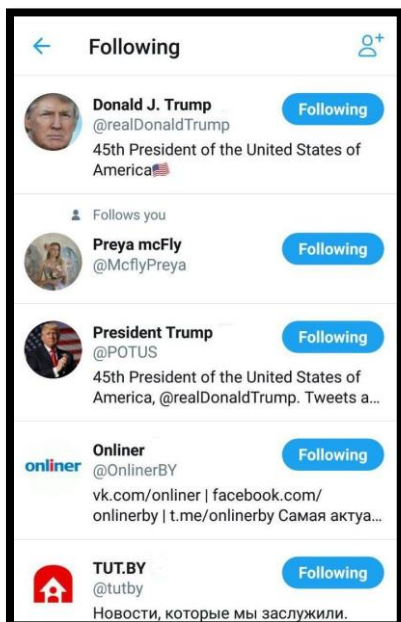 Following
Donald J. Trump
Following
@realDonaldTrump
45th President of the United States of
America🇺🇸
Follows you
Preya mcFly
Following
@McflyPreya
President Trump
Following
@POTUS
45th President of the United States of
America, @realDonaldTrump. Tweets a...
onliner
Onliner
Following
@OnlinerBY
vk.com/onliner | facebook.com/
onlinerby | t.me/onlinerby Самая актуа...
TUT.BY
Following
@tutby
Новости, которые мы заслужили.